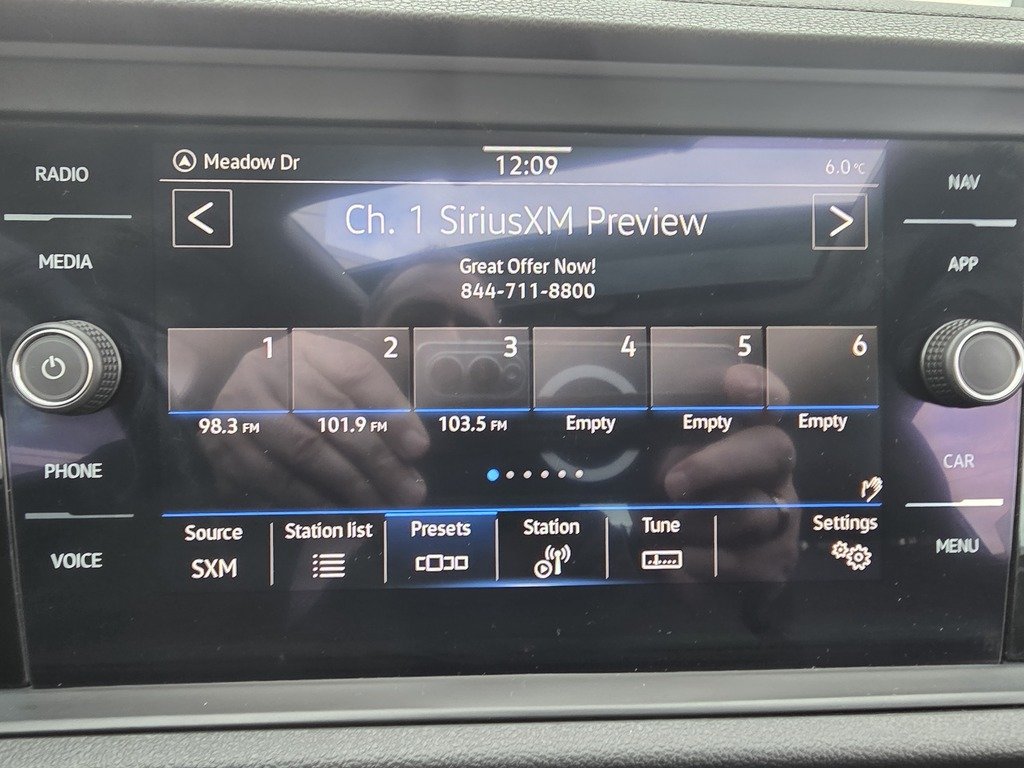 RADIO
MEDIA
PHONE
VOICE
Meadow Dr
12:09
6.0°C
<
Ch. 1 SiriusXM Preview
>
Great Offer Now!
844-711-8800
1 2 3 4 5 6
98.3 FM 101.9 FM 103.5 FM Empty Empty Empty
Source Station list Presets Station Tune Settings
SXM
NAV
APP
CAR
MENU